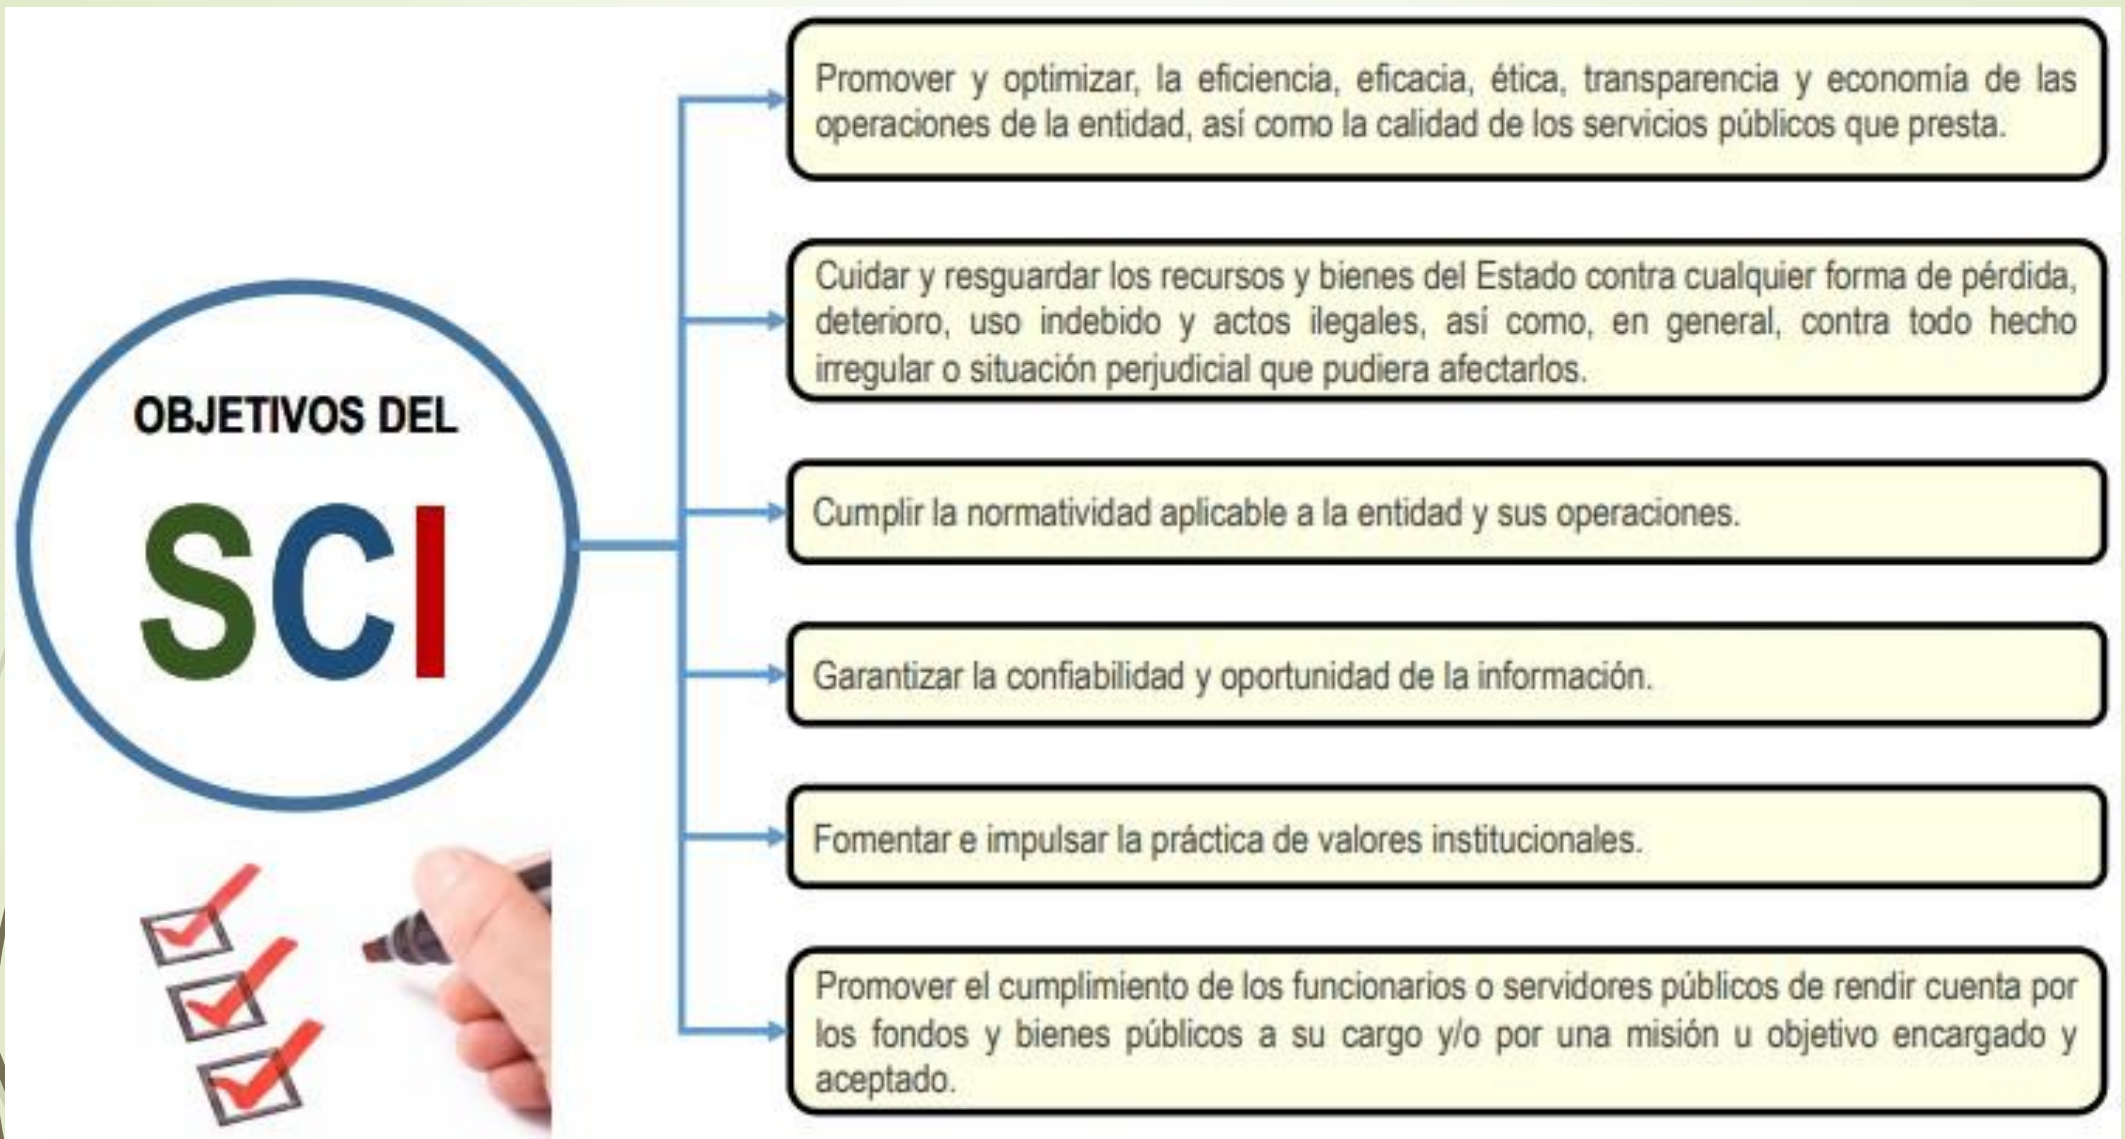 OBJETIVOS DEL
SCI
Promover y optimizar, la eficiencia, eficacia, ética, transparencia y economía de las
operaciones de la entidad, así como la calidad de los servicios públicos que presta.
Cuidar y resguardar los recursos y bienes del Estado contra cualquier forma de pérdida,
deterioro, uso indebido y actos ilegales, así como, en general, contra todo hecho
irregular o situación perjudicial que pudiera afectarlos.
Cumplir la normatividad aplicable a la entidad y sus operaciones.
Garantizar la confiabilidad y oportunidad de la información.
Fomentar e impulsar la práctica de valores institucionales.
Promover el cumplimiento de los funcionarios o servidores públicos de rendir cuenta por
los fondos y bienes públicos a su cargo y/o por una misión u objetivo encargado y
aceptado.